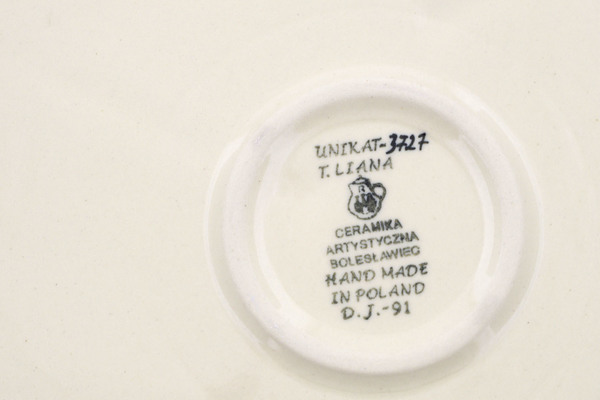 UNIKAT-3727
T. LIANA
CERAMIKA
ARTYSTYCZNA
BOLESŁAWIEC
HAND MADE
IN POLAND
D. J.-91